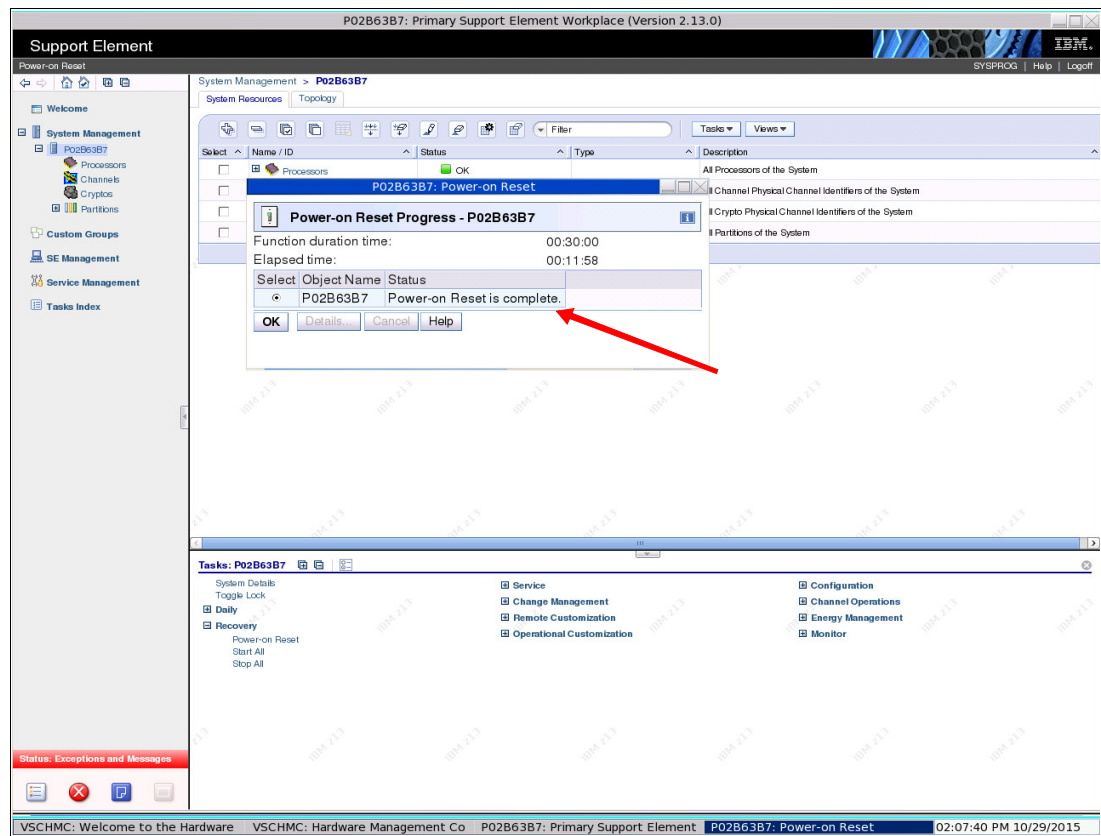 P02B63B7: Primary Support Element Workplace (Version 2.13.0)
Support Element
IBM.
Power-on Reset
SYSPROG | Help | Logoff
System Management > P02B63B7
System Resources Topology
Welcome
System Management
P02B63B7
Processors
Channels
Cryptos
Partitions
Custom Groups
SE Management
Service Management
Tasks Index
Filter
Tasks Views
Select Name / ID Status Type Description
Processors OK All Processors of the System
ll Channel Physical Channel Identifiers of the System
ll Crypto Physical Channel Identifiers of the System
ll Partitions of the System
P02B63B7: Power-on Reset
Power-on Reset Progress - P02B63B7
Function duration time: 00:30:00
Elapsed time: 00:11:58
Select Object Name Status
P02B63B7 Power-on Reset is complete.
OK Details... Cancel Help
IBM z13
Tasks: P02B63B7
System Details
Toggle Lock
Daily
Recovery
Power-on Reset
Start All
Stop All
Service
Change Management
Remote Customization
Operational Customization
Configuration
Channel Operations
Energy Management
Monitor
Status: Exceptions and Messages
VSCHMC: Welcome to the Hardware VSCHMC: Hardware Management Co P02B63B7: Primary Support Element P02B63B7: Power-on Reset 02:07:40 PM 10/29/2015